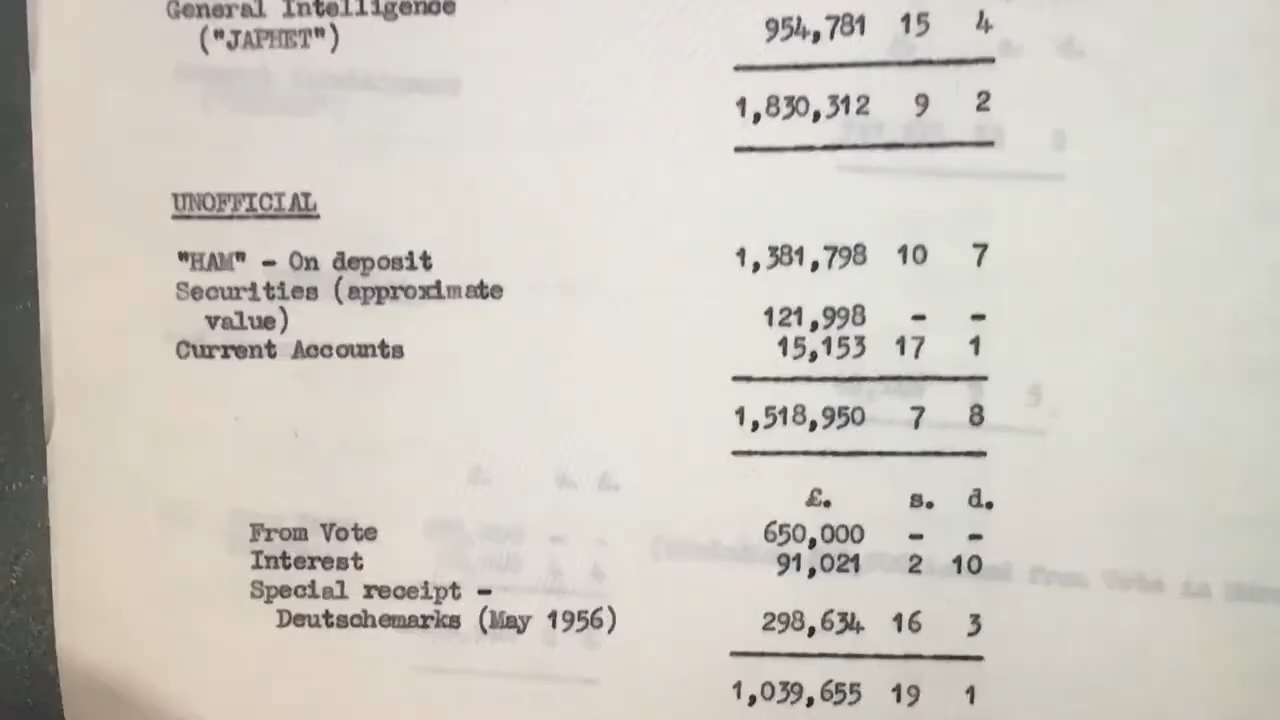 General Intelligence
("JAPHET") 954,781 15 4
1,830,312 9 2
UNOFFICIAL
"HAM" - On deposit 1,381,798 10 7
Securities (approximate
value) 121,998 - -
Current Accounts 15,153 17 1
1,518,950 7 8
£. s. d.
From Vote 650,000 - -
Interest 91,021 2 10
Special receipt -
Deutschemarks (May 1956) 298,634 16 3
1,039,655 19 1